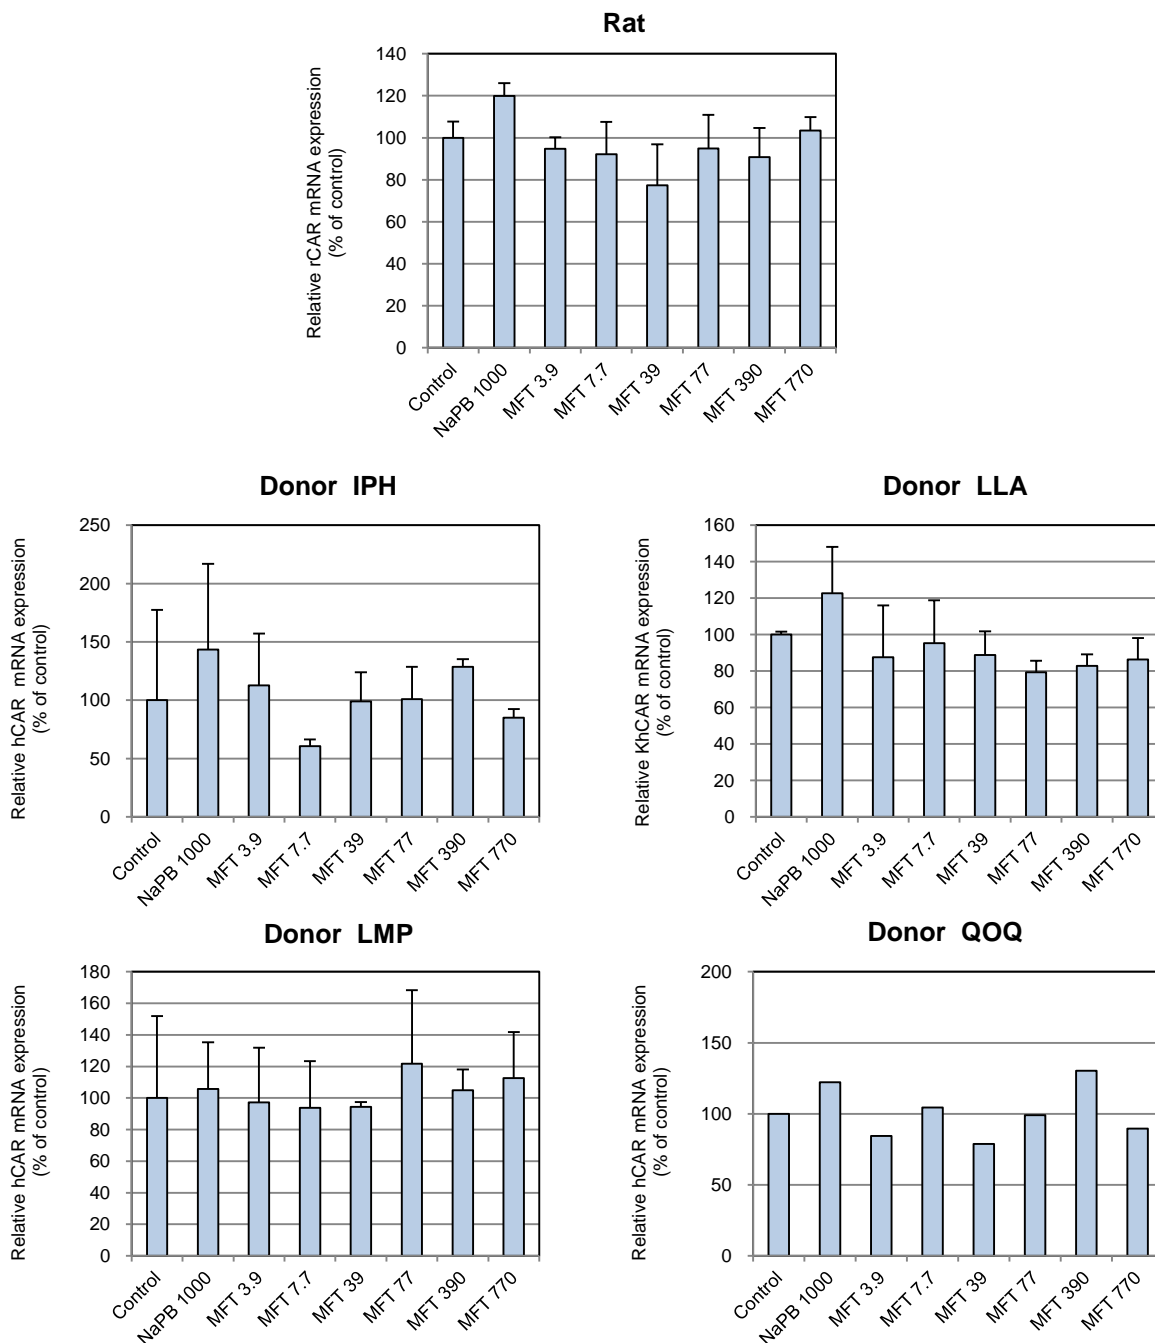 Rat
Relative rCAR mRNA expression
(% of control)
140
120
100
80
60
40
20
0
Control
NaPB 1000
MFT 3.9
MFT 7.7
MFT 39
MFT 77
MFT 390
MFT 770
Donor IPH
Relative hCAR mRNA expression
(% of control)
250
200
150
100
50
0
Control
NaPB 1000
MFT 3.9
MFT 7.7
MFT 39
MFT 77
MFT 390
MFT 770
Donor LLA
Relative KhCAR mRNA expression
(% of control)
160
140
120
100
80
60
40
20
0
Control
NaPB 1000
MFT 3.9
MFT 7.7
MFT 39
MFT 77
MFT 390
MFT 770
Donor LMP
Relative hCAR mRNA expression
(% of control)
180
160
140
120
100
80
60
40
20
0
Control
NaPB 1000
MFT 3.9
MFT 7.7
MFT 39
MFT 77
MFT 390
MFT 770
Donor QOQ
Relative hCAR mRNA expression
(% of control)
200
150
100
50
0
Control
NaPB 1000
MFT 3.9
MFT 7.7
MFT 39
MFT 77
MFT 390
MFT 770